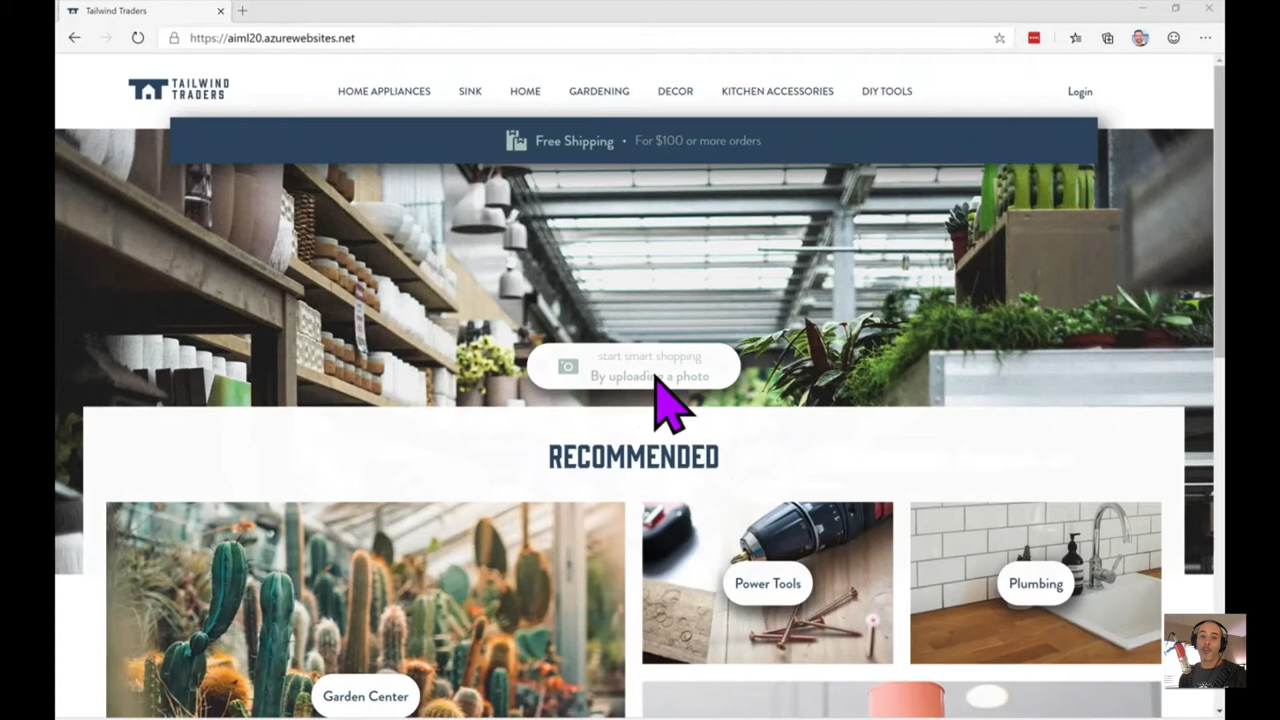 Tailwind Traders
https://aiml20.azurewebsites.net
TAILWIND
TRADERS
HOME APPLIANCES
SINK
HOME
GARDENING
DECOR
KITCHEN ACCESSORIES
DIY TOOLS
Login
Free Shipping • For $100 or more orders
start smart shopping
By uploading a photo
RECOMMENDED
Power Tools
Plumbing
Garden Center